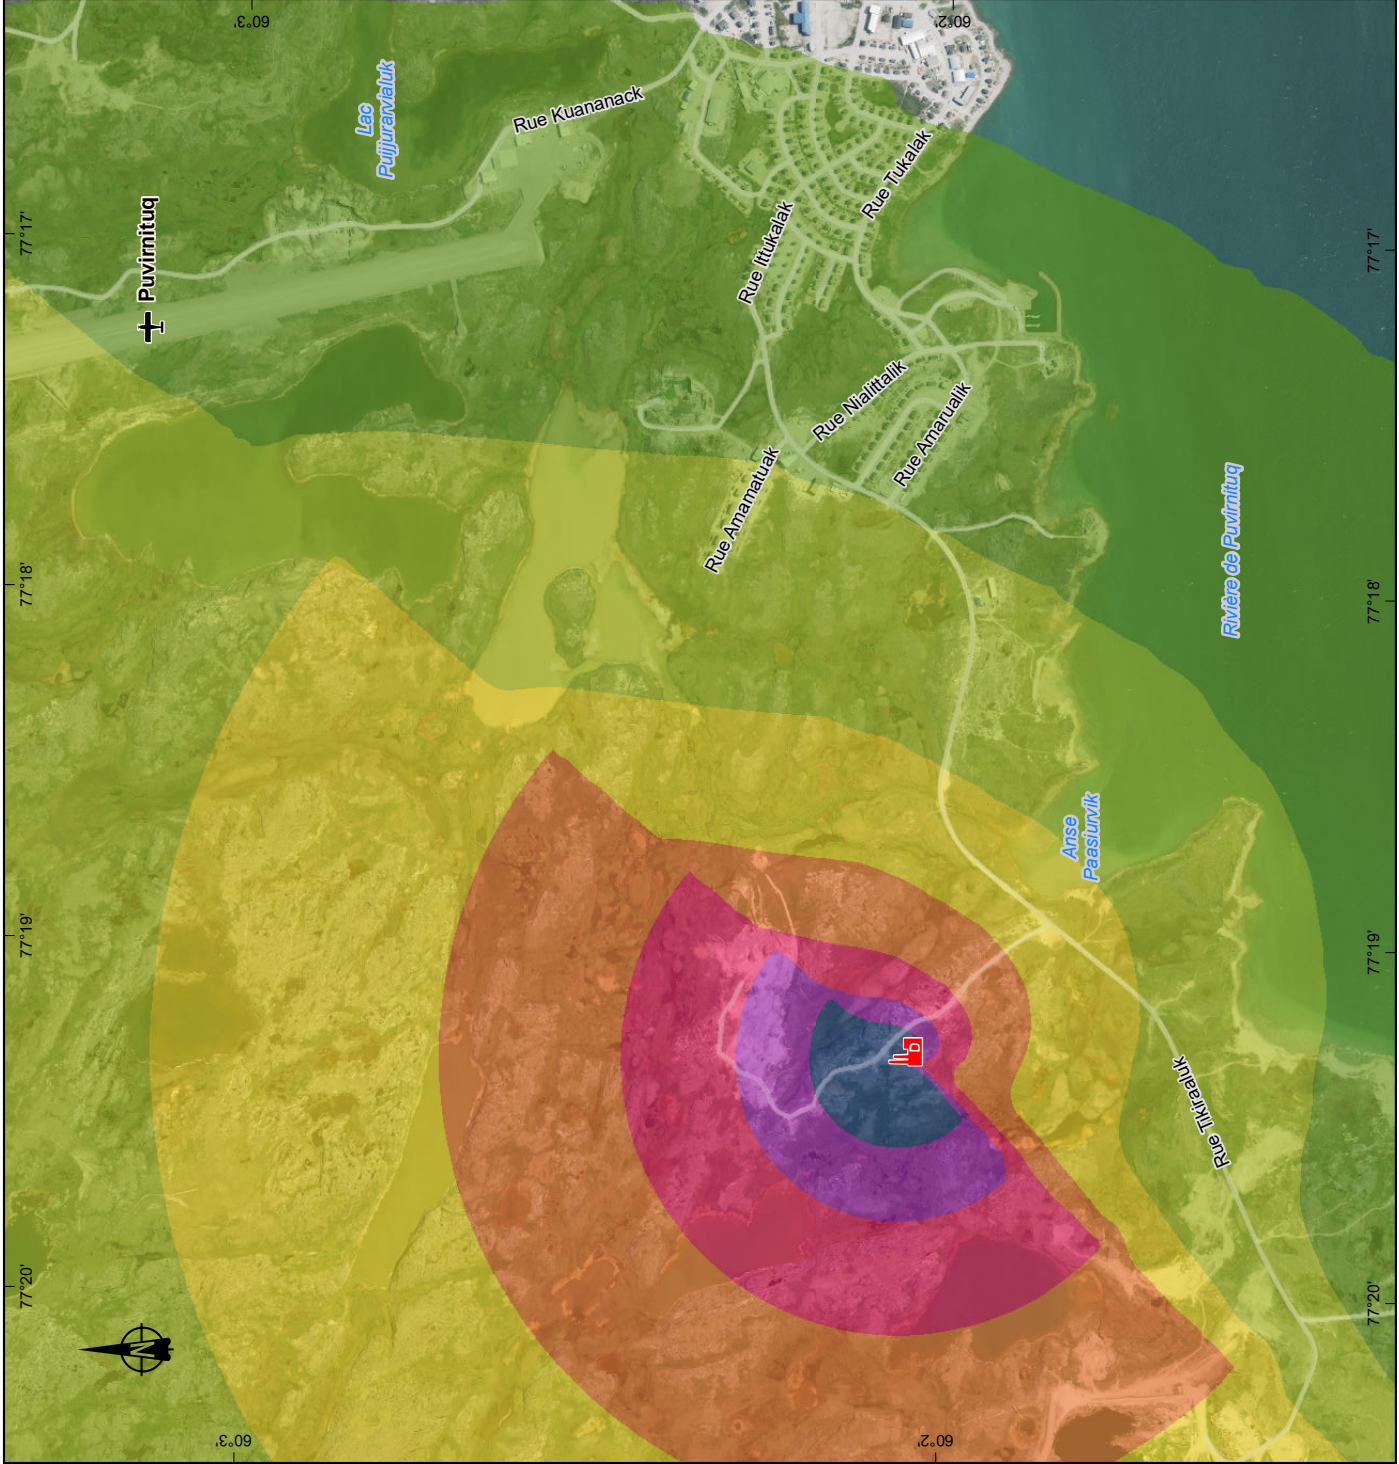 60°3'
60°2'
Lac
Puijjurarvialuk
Rue Kuananack
77°17'
Puvirnituq
Rue Tukalak
Rue Ittukalak
77°17'
Rue Nialittalik
Rue Amarualik
Rue Amamatuak
Rivière de Puvirnituq
77°18'
77°18'
Anse
Paasiurvik
77°19'
77°19'
Rue Tikiraaluk
77°20'
77°20'
N
60°3'
60°2'